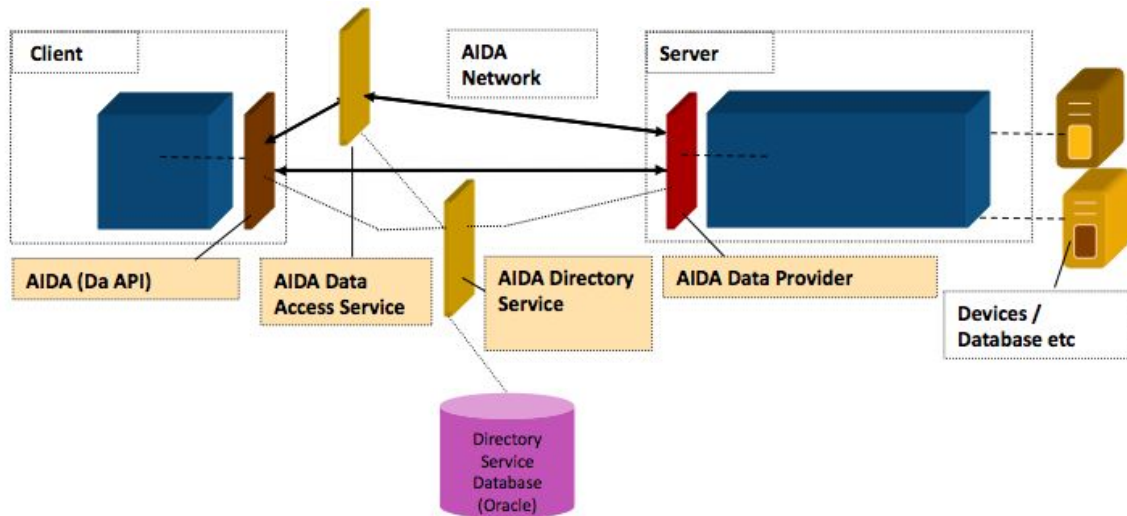 Client
AIDA
Network
Server
AIDA (Da API)
AIDA Data
Access Service
AIDA Directory
Service
AIDA Data Provider
Devices /
Database etc
Directory
Service
Database
(Oracle)